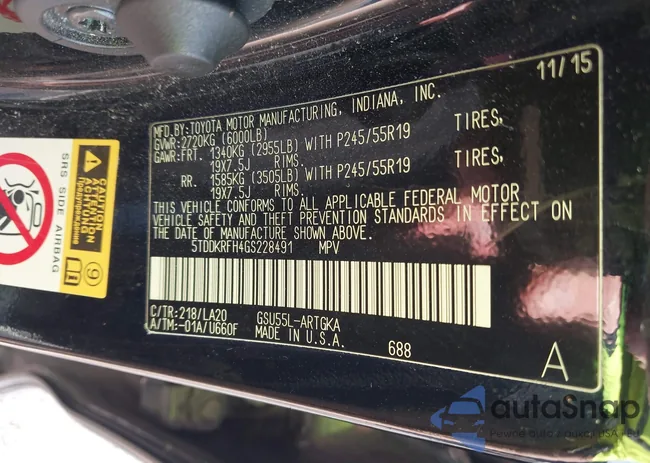 11/15
MFD.BY:TOYOTA MOTOR MANUFACTURING, INDIANA, INC.
GVWR:2720KG (6000LB)
GAWR:FRT. 1340KG (2955LB) WITH P245/55R19 TIRES,
19X7.5J RIMS.
RR. 1585KG (3505LB) WITH P245/55R19 TIRES,
19X7.5J RIMS.
THIS VEHICLE CONFORMS TO ALL APPLICABLE FEDERAL MOTOR
VEHICLE SAFETY AND THEFT PREVENTION STANDARDS IN EFFECT ON
THE DATE OF MANUFACTURE SHOWN ABOVE.
5TDDKRFH4GS228491 MPV
C/TR:218/LA20 GSU55L-ARTGKA
A/TM:-01A/U660F MADE IN U.S.A.
688
A
SRS SIDE AIRBAG
CAUTION
ATTENTION
ACHTUNG
autoSnap